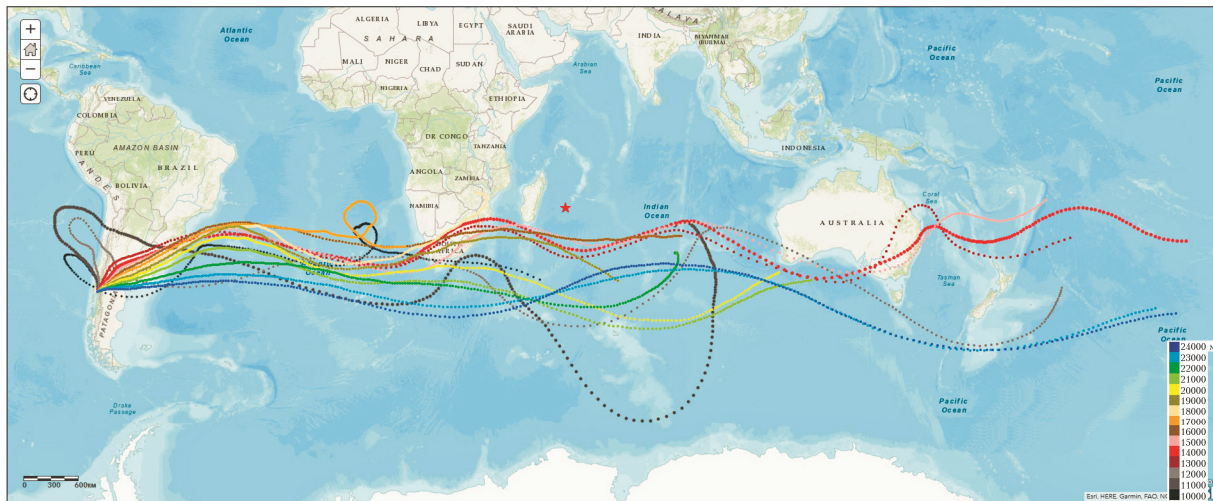 +
−
Atlantic
Ocean
Caribbean
Sea
VENEZUELA
COLOMBIA
PERU
AMAZON BASIN
BRAZIL
BOLIVIA
ANDES
PATAGONIA
Drake
Passage
ALGERIA
LIBYA
EGYPT
SAUDI
ARABIA
SAHARA
MALI
NIGER
CHAD
SUDAN
NIGERIA
ETHIOPIA
DR CONGO
TANZANIA
ANGOLA
ZAMBIA
NAMIBIA
Ocean
Arabian
Sea
INDIA
MYANMAR
(BURMA)
INDONESIA
Indian
Ocean
AUSTRALIA
Coral
Sea
Tasman
Sea
Pacific
Ocean
Pacific
Ocean
Pacific
Ocean
Pacific
24000 м
23000
22000
21000
20000
19000
18000
17000
16000
15000
14000
13000
12000
11000
10000
0 300 600км
Esri, HERE, Garmin, FAO,